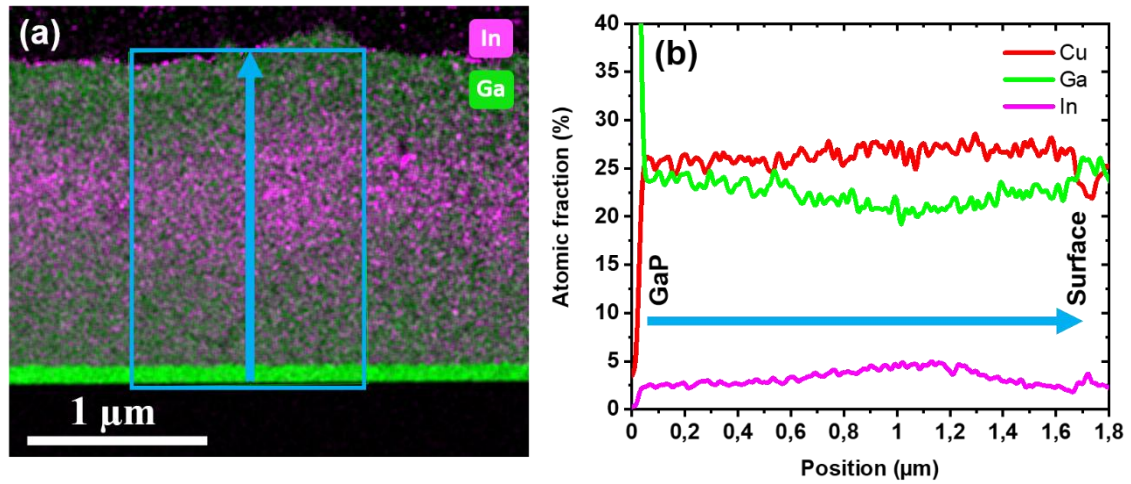 (a)
In
Ga
1 µm
(b)
Cu
Ga
In
Atomic fraction (%)
40
35
30
25
20
15
10
5
0
GaP
Surface
0 0,2 0,4 0,6 0,8 1 1,2 1,4 1,6 1,8
Position (µm)